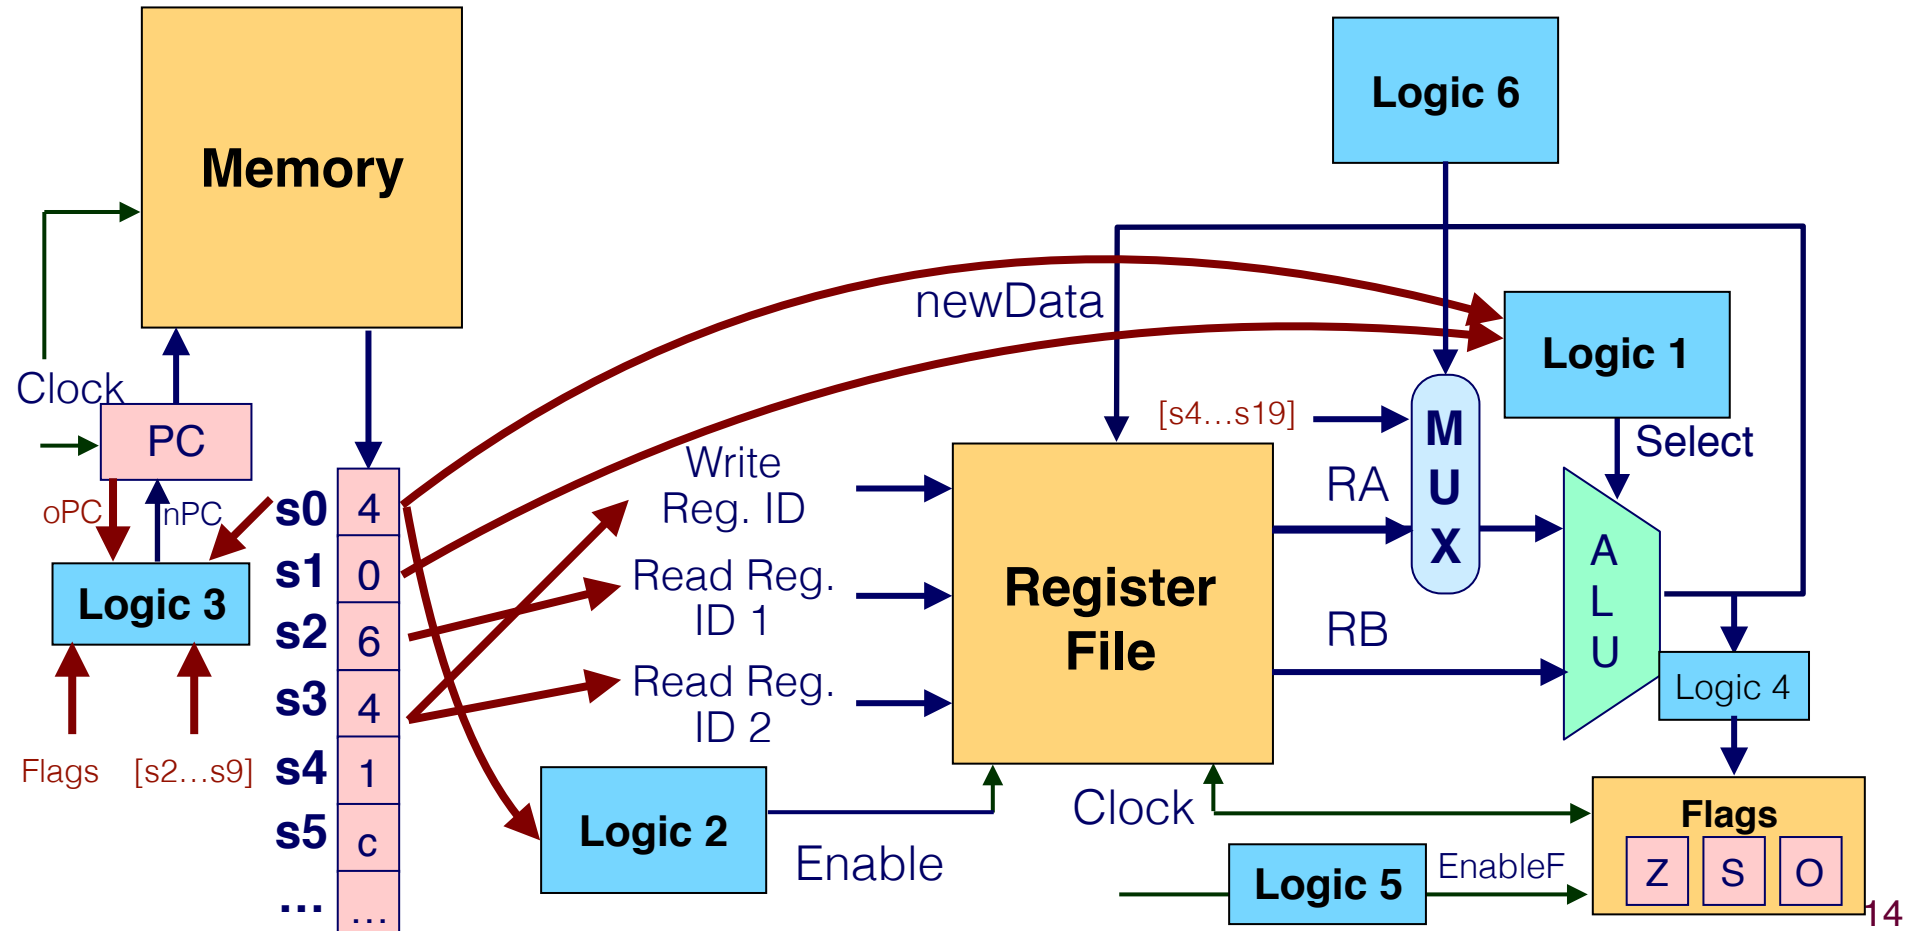 Memory
Logic 6
newData
Logic 1
Clock
PC
[s4...s19]
M
U
X
Select
RA
RB
A
L
U
oPC
nPC
Logic 3
Flags
[s2...s9]
s0 4
s1 0
s2 6
s3 4
s4 1
s5 c
... ...
Write
Reg. ID
Read Reg.
ID 1
Read Reg.
ID 2
Register
File
Logic 4
Logic 2
Enable
Clock
Logic 5
EnableF
Flags
Z S O
14